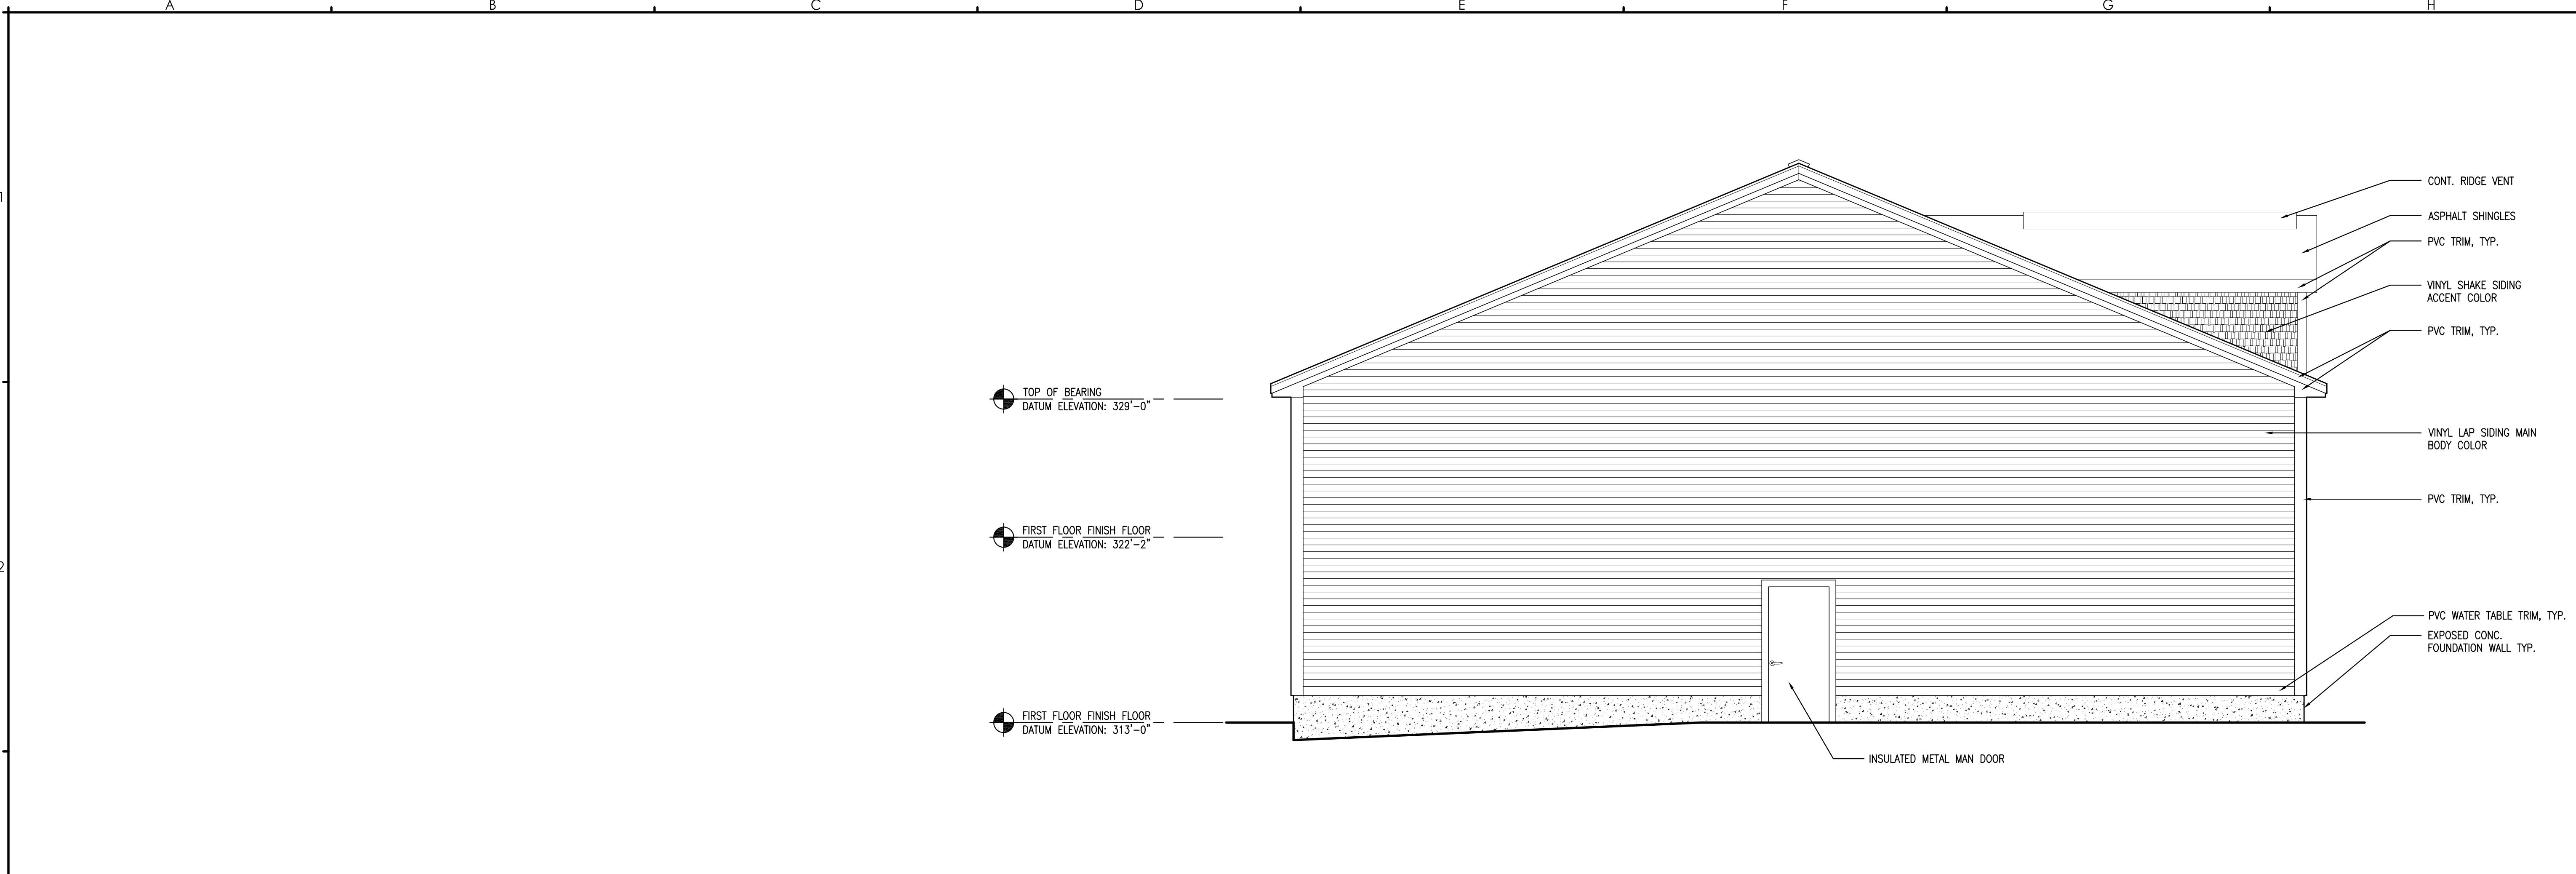 A B C D E F G H
1
CONT. RIDGE VENT
ASPHALT SHINGLES
PVC TRIM, TYP.
VINYL SHAKE SIDING
ACCENT COLOR
PVC TRIM, TYP.
TOP OF BEARING
DATUM ELEVATION: 329'-0"
VINYL LAP SIDING MAIN
BODY COLOR
PVC TRIM, TYP.
FIRST FLOOR FINISH FLOOR
DATUM ELEVATION: 322'-2"
2
PVC WATER TABLE TRIM, TYP.
EXPOSED CONC.
FOUNDATION WALL TYP.
FIRST FLOOR FINISH FLOOR
DATUM ELEVATION: 313'-0"
INSULATED METAL MAN DOOR